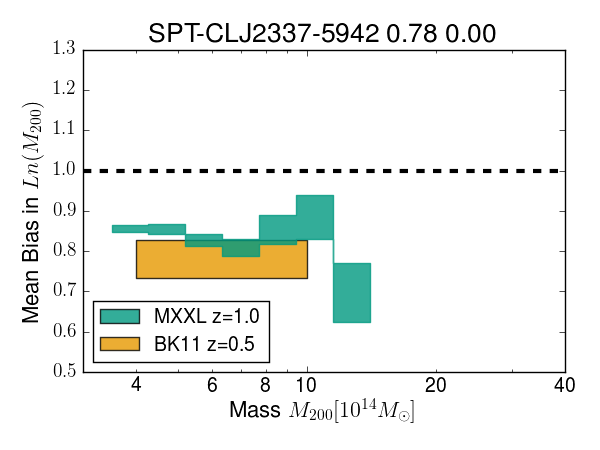 SPT-CLJ2337-5942 0.78 0.00
Mean Bias in Ln(M₂₀₀)
1.3
1.2
1.1
1.0
0.9
0.8
0.7
0.6
0.5
MXXL z=1.0
BK11 z=0.5
4 6 8 10 20 40
Mass M₂₀₀[10¹⁴M☉]